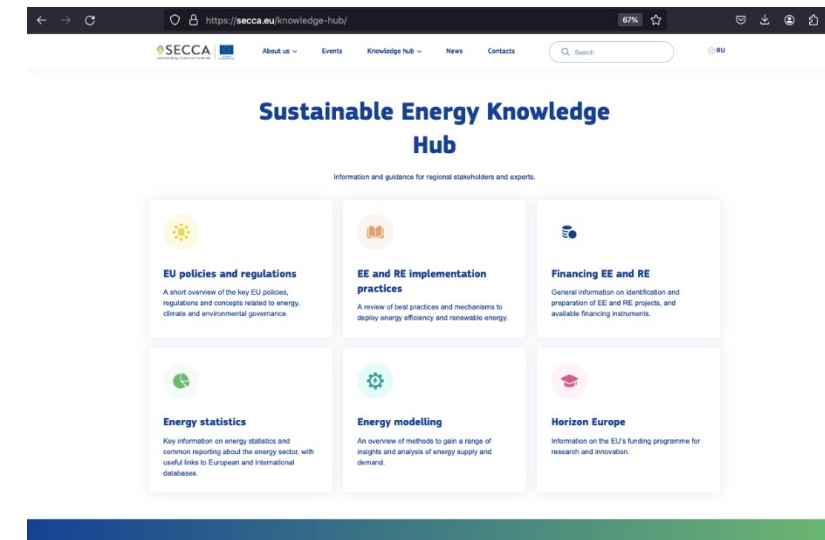 https://secca.eu/knowledge-hub/
67%
SECCA
About us
Events
Knowledge hub
News
Contacts
Search
RU
Sustainable Energy Knowledge
Hub
Information and guidance for regional stakeholders and experts.
EU policies and regulations
A short overview of the key EU policies,
regulations and concepts related to energy,
climate and environmental governance.
EE and RE implementation
practices
A review of best practices and mechanisms to
deploy energy efficiency and renewable energy.
Financing EE and RE
General information on identification and
preparation of EE and RE projects, and
available financing instruments.
Energy statistics
Key information on energy statistics and
common reporting about the energy sector, with
useful links to European and international
databases.
Energy modelling
An overview of methods to gain a range of
insights and analysis of energy supply and
demand.
Horizon Europe
Information on the EU's funding programme for
research and innovation.